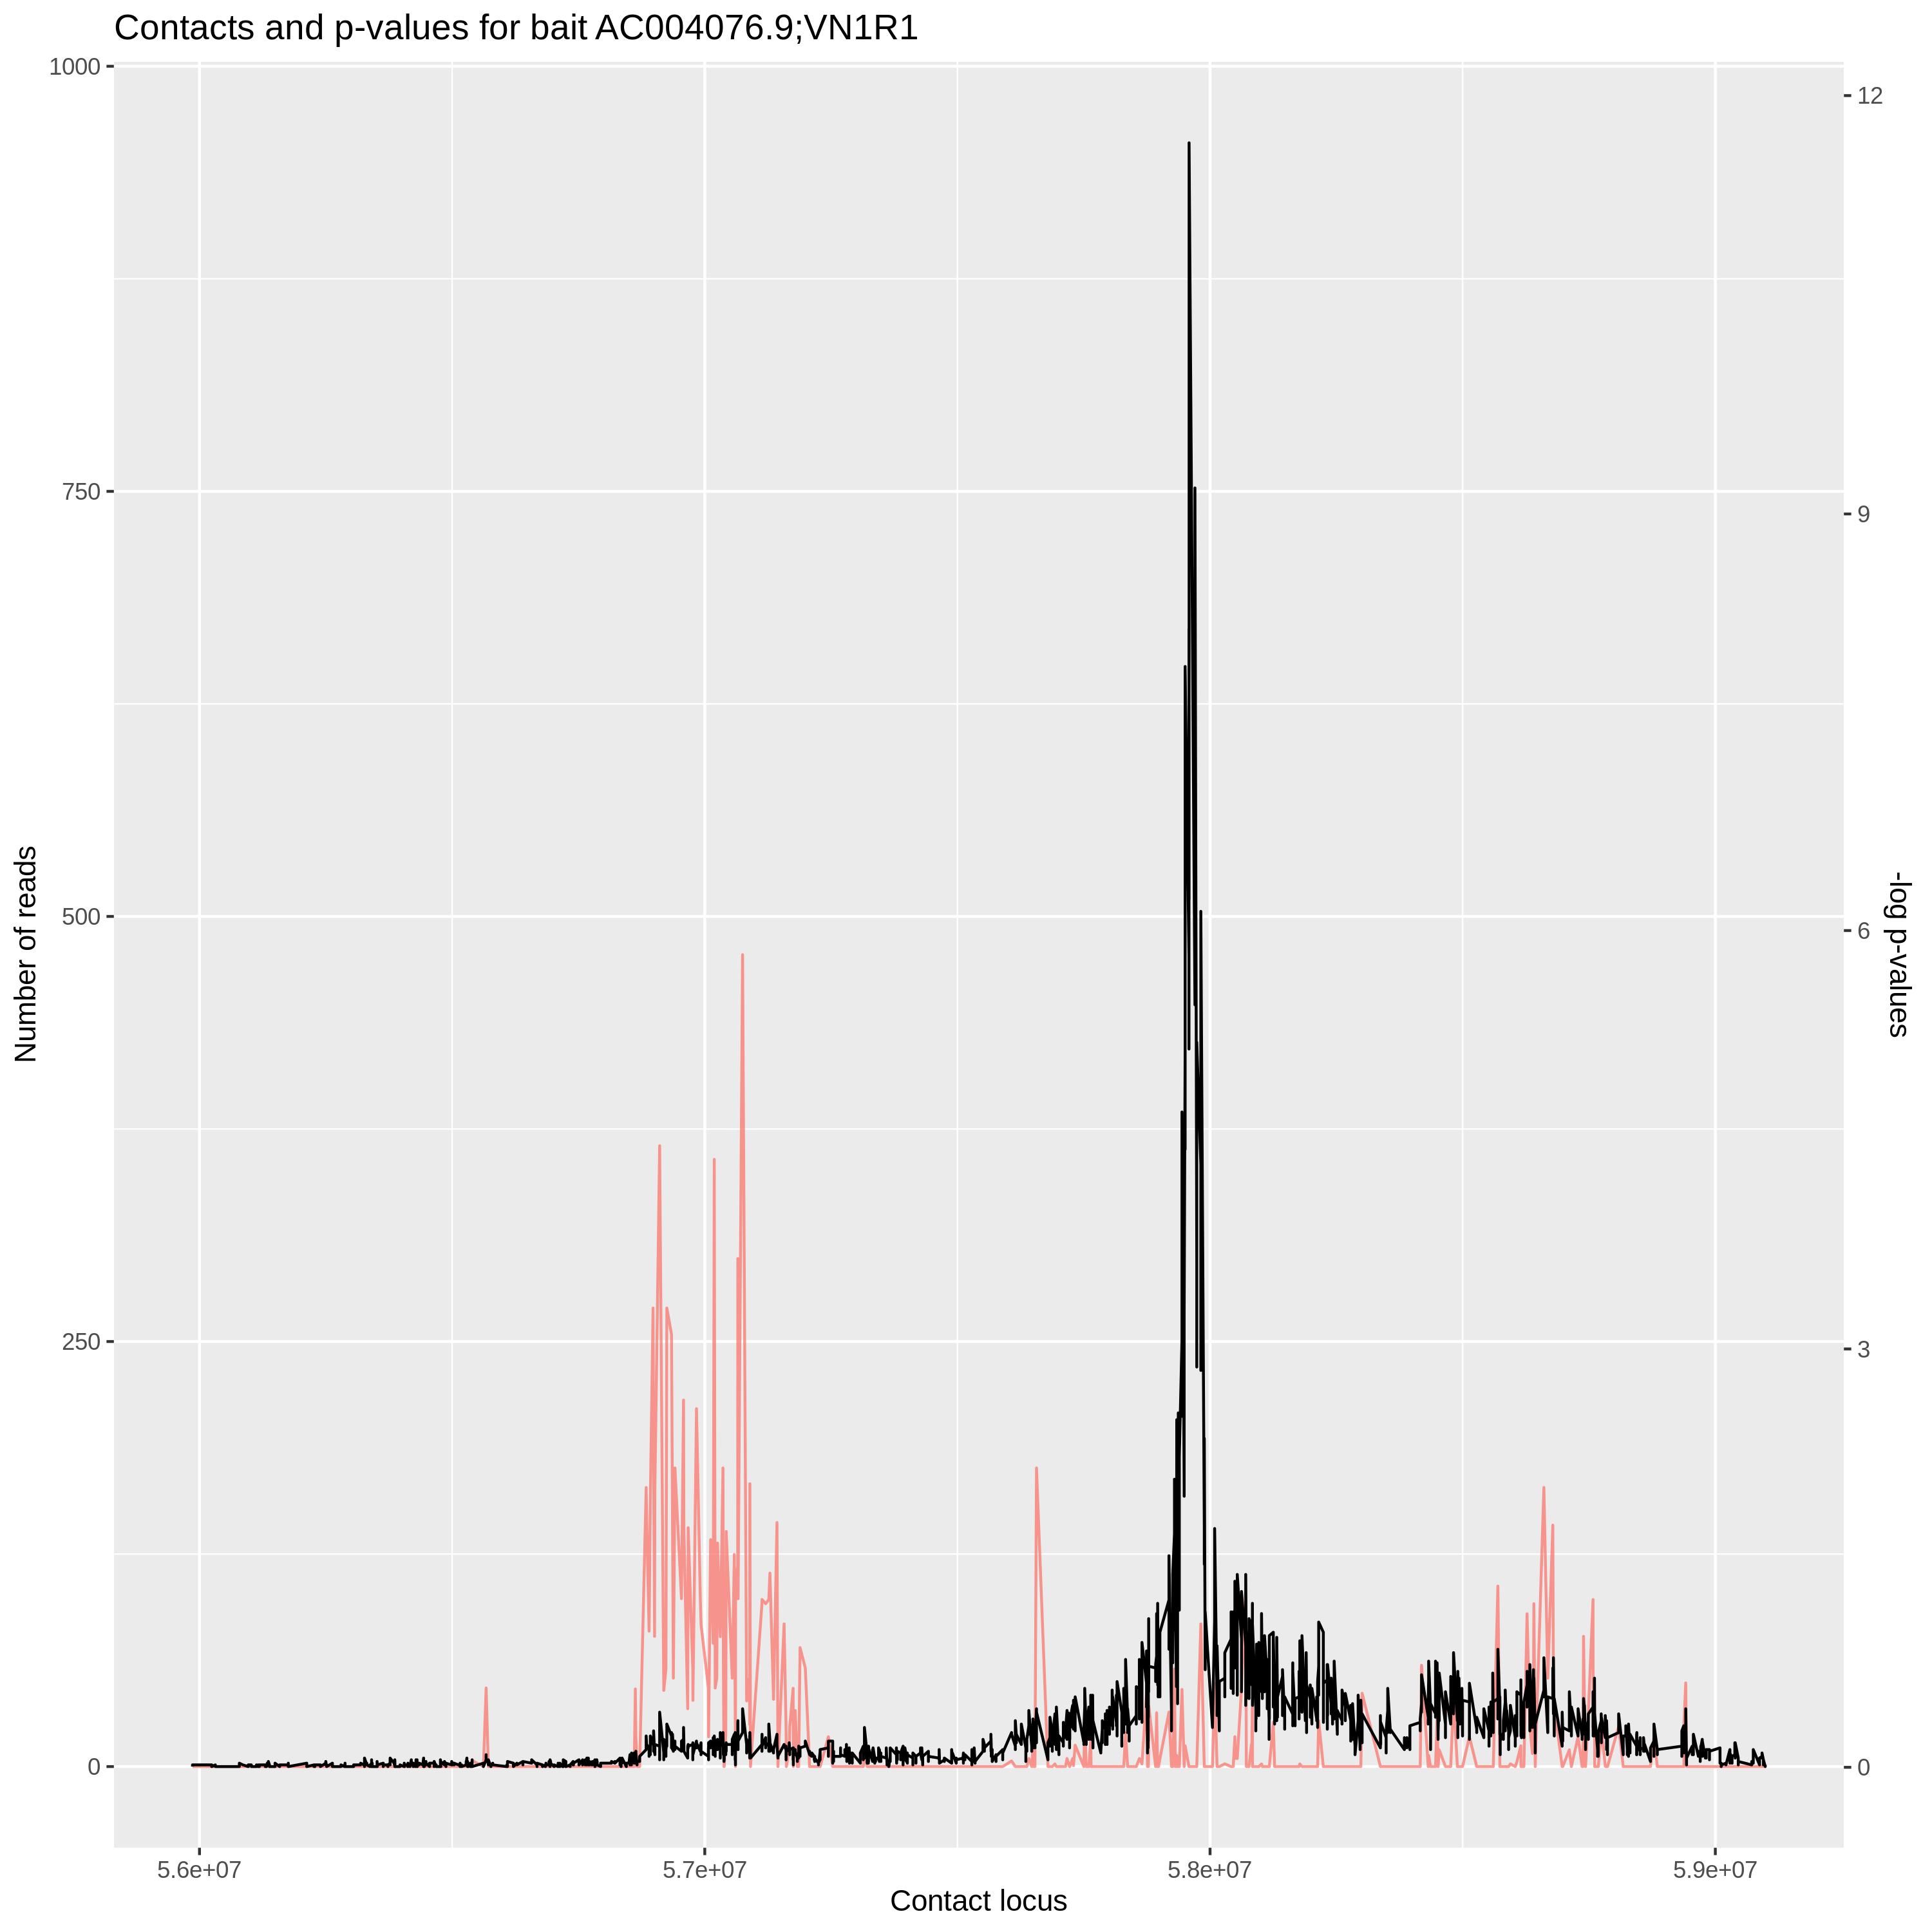 Contacts and p-values for bait AC004076.9;VN1R1
1000
750
500
250
0
Number of reads
12
9
6
3
0
-log p-values
5.6e+07
5.7e+07
5.8e+07
5.9e+07
Contact locus